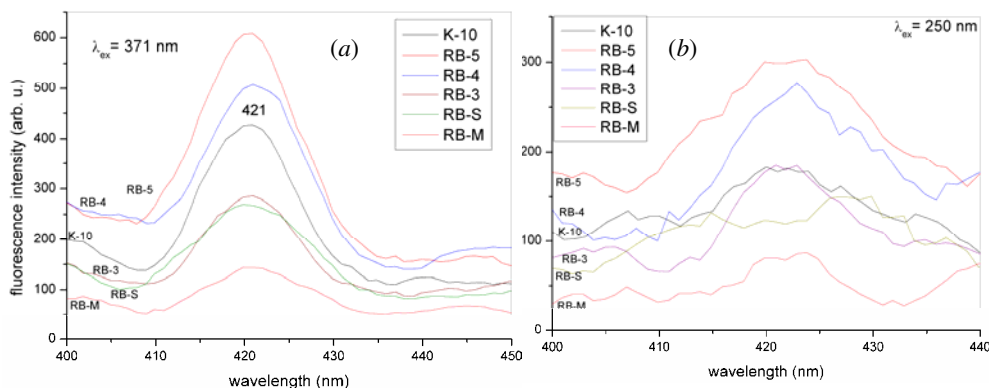 λex= 371 nm
(a)
K-10
RB-5
RB-4
RB-3
RB-S
RB-M
421
RB-5
RB-4
K-10
RB-3
RB-S
RB-M
600
500
400
300
200
100
0
400 410 420 430 440 450
fluorescence intensity (arb. u.)
wavelength (nm)
λex= 250 nm
(b)
K-10
RB-5
RB-4
RB-3
RB-S
RB-M
RB-5
RB-4
K-10
RB-3
RB-S
RB-M
300
200
100
0
400 410 420 430 440
wavelength (nm)